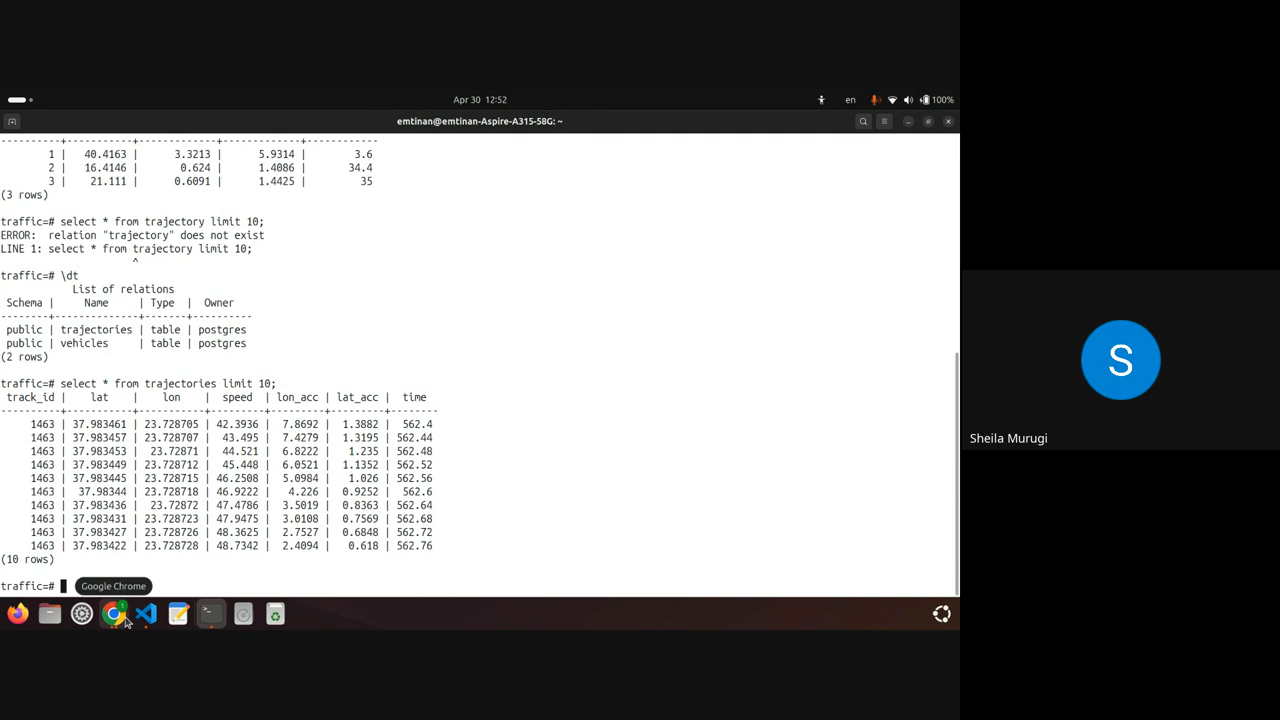 Apr 30 12:52
en
100%
emtinan@emtinan-Aspire-A315-58G: ~
----------+-----------+------------+------------+------------
1 | 40.4163 | 3.3213 | 5.9314 | 3.6
2 | 16.4146 | 0.624 | 1.4086 | 34.4
3 | 21.111 | 0.6091 | 1.4425 | 35
(3 rows)
traffic=# select * from trajectory limit 10;
ERROR: relation "trajectory" does not exist
LINE 1: select * from trajectory limit 10;
^
traffic=# \dt
List of relations
Schema | Name | Type | Owner
--------+--------------+-------+----------
public | trajectories | table | postgres
public | vehicles | table | postgres
(2 rows)
traffic=# select * from trajectories limit 10;
track_id | lat | lon | speed | lon_acc | lat_acc | time
----------+-----------+-----------+---------+---------+---------+--------
1463 | 37.983461 | 23.728705 | 42.3936 | 7.8692 | 1.3882 | 562.4
1463 | 37.983457 | 23.728707 | 43.495 | 7.4279 | 1.3195 | 562.44
1463 | 37.983453 | 23.72871 | 44.521 | 6.8222 | 1.235 | 562.48
1463 | 37.983449 | 23.728712 | 45.448 | 6.0521 | 1.1352 | 562.52
1463 | 37.983445 | 23.728715 | 46.2508 | 5.0984 | 1.026 | 562.56
1463 | 37.98344 | 23.728718 | 46.9222 | 4.226 | 0.9252 | 562.6
1463 | 37.983436 | 23.72872 | 47.4786 | 3.5019 | 0.8363 | 562.64
1463 | 37.983431 | 23.728723 | 47.9475 | 3.0108 | 0.7569 | 562.68
1463 | 37.983427 | 23.728726 | 48.3625 | 2.7527 | 0.6848 | 562.72
1463 | 37.983422 | 23.728728 | 48.7342 | 2.4094 | 0.618 | 562.76
(10 rows)
traffic=#
Google Chrome
1
S
Sheila Murugi